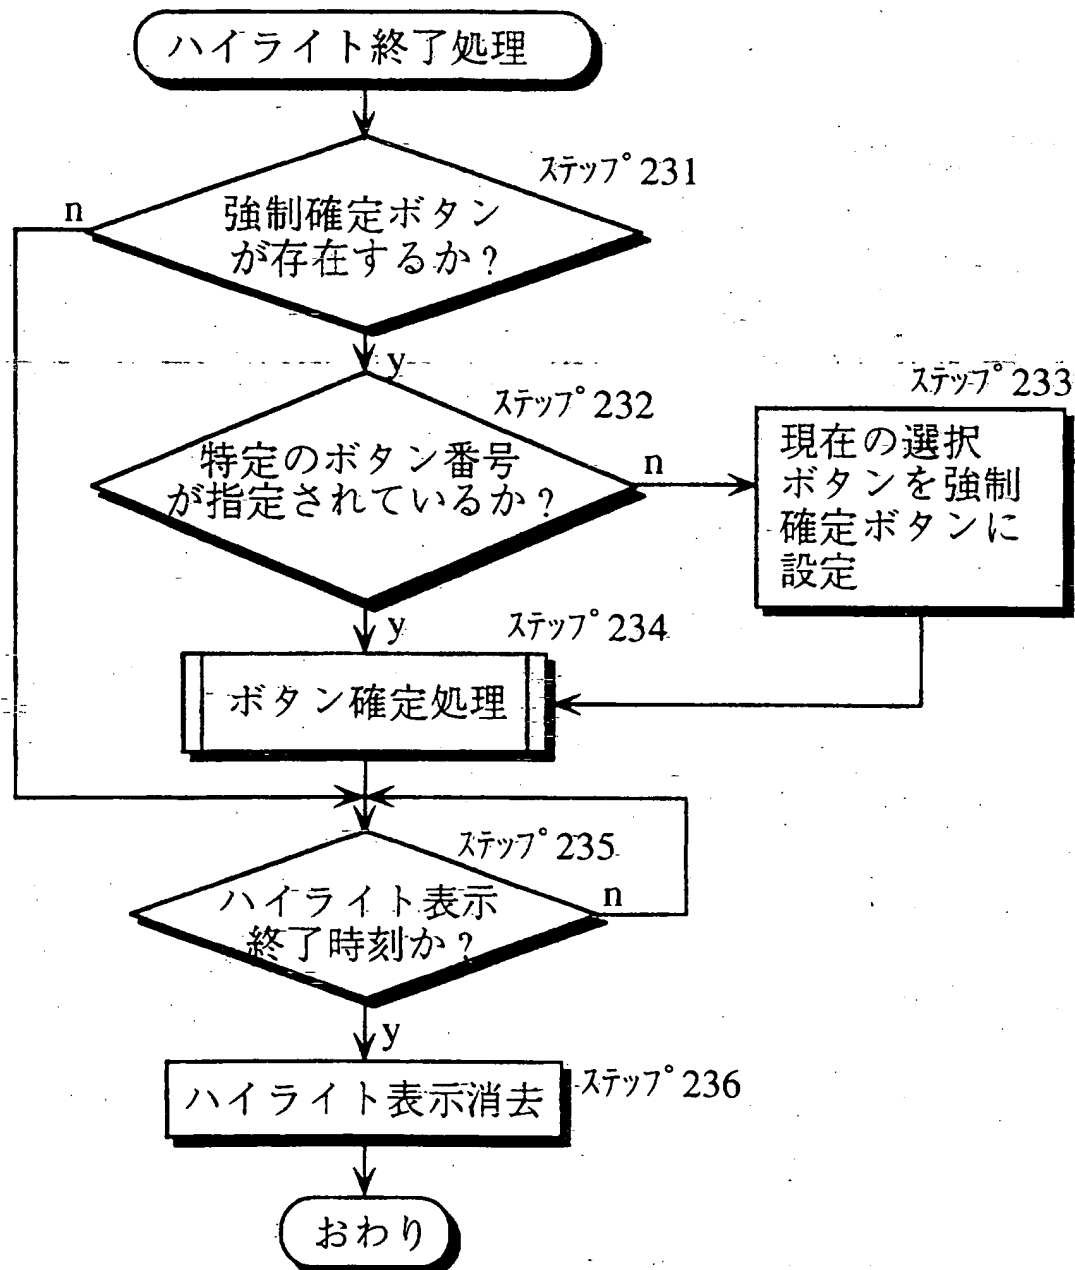 ハイライト終了処理
ステップ231
n
強制確定ボタン
が存在するか？
y
ステップ232
特定のボタン番号
が指定されているか？
n
ステップ233
現在の選択
ボタンを強制
確定ボタンに
設定
y
ステップ234
ボタン確定処理
ステップ235
ハイライト表示
終了時刻か？
n
y
ハイライト表示消去
ステップ236
おわり